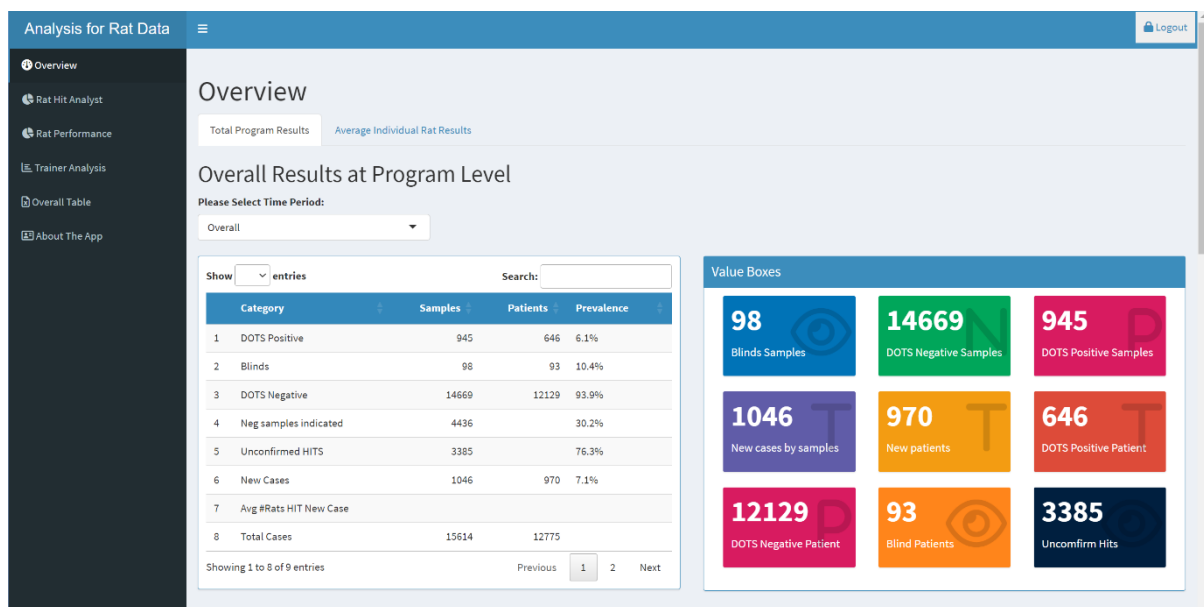 Analysis for Rat Data
Logout
Overview
Rat Hit Analyst
Rat Performance
Trainer Analysis
Overall Table
About The App
Overview
Total Program Results Average Individual Rat Results
Overall Results at Program Level
Please Select Time Period:
Overall
Show entries Search:
Category Samples Patients Prevalence
1 DOTS Positive 945 646 6.1%
2 Blinds 98 93 10.4%
3 DOTS Negative 14669 12129 93.9%
4 Neg samples indicated 4436 30.2%
5 Unconfirmed HITS 3385 76.3%
6 New Cases 1046 970 7.1%
7 Avg #Rats HIT New Case
8 Total Cases 15614 12775
Showing 1 to 8 of 9 entries Previous 1 2 Next
Value Boxes
98 14669 N 945 P
Blinds Samples DOTS Negative Samples DOTS Positive Samples
1046 T 970 T 646 T
New cases by samples New patients DOTS Positive Patient
12129 P 93 3385
DOTS Negative Patient Blind Patients Uncomfirm Hits